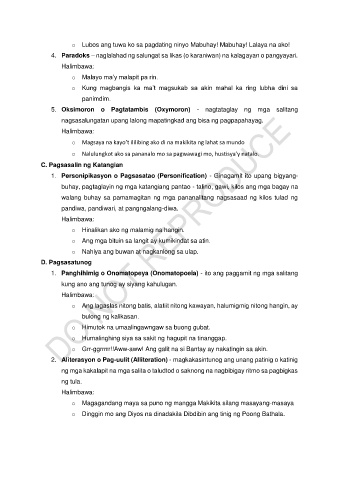 o Lubos ang tuwa ko sa pagdating ninyo Mabuhay! Mabuhay! Lalaya na ako!
4. Paradoks – naglalahad ng salungat sa likas (o karaniwan) na kalagayan o pangyayari.
Halimbawa:
o Malayo ma'y malapit pa rin.
o Kung magbangis ka ma't magsukab sa akin mahal ka ring lubha dini sa
panimdim.
5. Oksimoron o Pagtatambis (Oxymoron) - nagtataglay ng mga salitang
nagsasalungatan upang lalong mapatingkad ang bisa ng pagpapahayag.
Halimbawa:
o Magsaya na kayo't ililibing ako di na makikita ng lahat sa mundo
o Nalulungkot ako sa pananalo mo sa pagwawagi mo, hustisya'y natalo.
C. Pagsasalin ng Katangian
1. Personipikasyon o Pagsasatao (Personification) - Ginagamit ito upang bigyang-
buhay, pagtaglayin ng mga katangiang pantao - talino, gawi, kilos ang mga bagay na
walang buhay sa pamamagitan ng mga pananalitang nagsasaad ng kilos tulad ng
pandiwa, pandiwari, at pangngalang-diwa.
Halimbawa:
o Hinalikan ako ng malamig na hangin.
o Ang mga bituin sa langit ay kumikindat sa atin.
o Nahiya ang buwan at nagkanlong sa ulap.
D. Pagsasatunog
1. Panghihimig o Onomatopeya (Onomatopoeia) - ito ang paggamit ng mga salitang
kung ano ang tunog ay siyang kahulugan.
Halimbawa:
o Ang lagaslas nitong batis, alatiit nitong kawayan, halumigmig nitong hangin, ay
bulong ng kalikasan.
o Himutok na umaalingawngaw sa buong gubat.
o Humalinghing siya sa sakit ng hagupit na tinanggap.
o Grr-ggrrrrr!!Aww-aww! Ang galit na si Bantay ay nakatingin sa akin.
2. Aliterasyon o Pag-uulit (Alliteration) - magkakasintunog ang unang patinig o katinig
ng mga kakalapit na mga salita o taludtod o saknong na nagbibigay ritmo sa pagbigkas
ng tula.
Halimbawa:
o Magagandang maya sa puno ng mangga Makikita silang masayang-masaya
o Dinggin mo ang Diyos na dinadakila Dibdibin ang tinig ng Poong Bathala.
DO NOT REPRODUCE